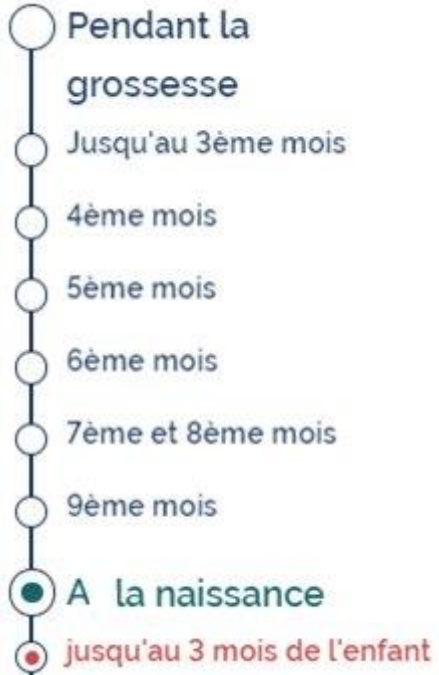 Pendant la
grossesse
Jusqu'au 3ème mois
4ème mois
5ème mois
6ème mois
7ème et 8ème mois
9ème mois
A la naissance
jusqu'au 3 mois de l'enfant